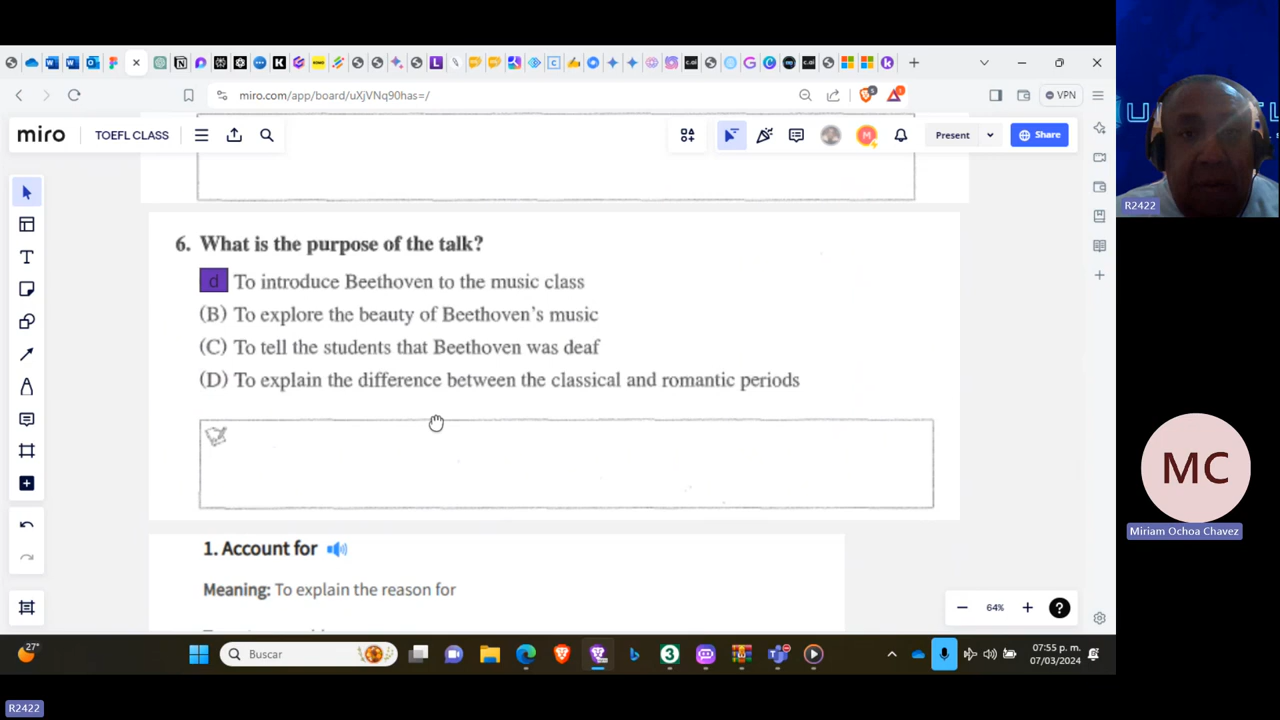 miro.com/app/board/uXjVNq90has=/
VPN
miro
TOEFL CLASS
Present
Share
6. What is the purpose of the talk?
d To introduce Beethoven to the music class
(B) To explore the beauty of Beethoven's music
(C) To tell the students that Beethoven was deaf
(D) To explain the difference between the classical and romantic periods
1. Account for
Meaning: To explain the reason for
64%
27°
Buscar
07:55 p. m.
07/03/2024
R2422
MC
Miriam Ochoa Chavez
R2422